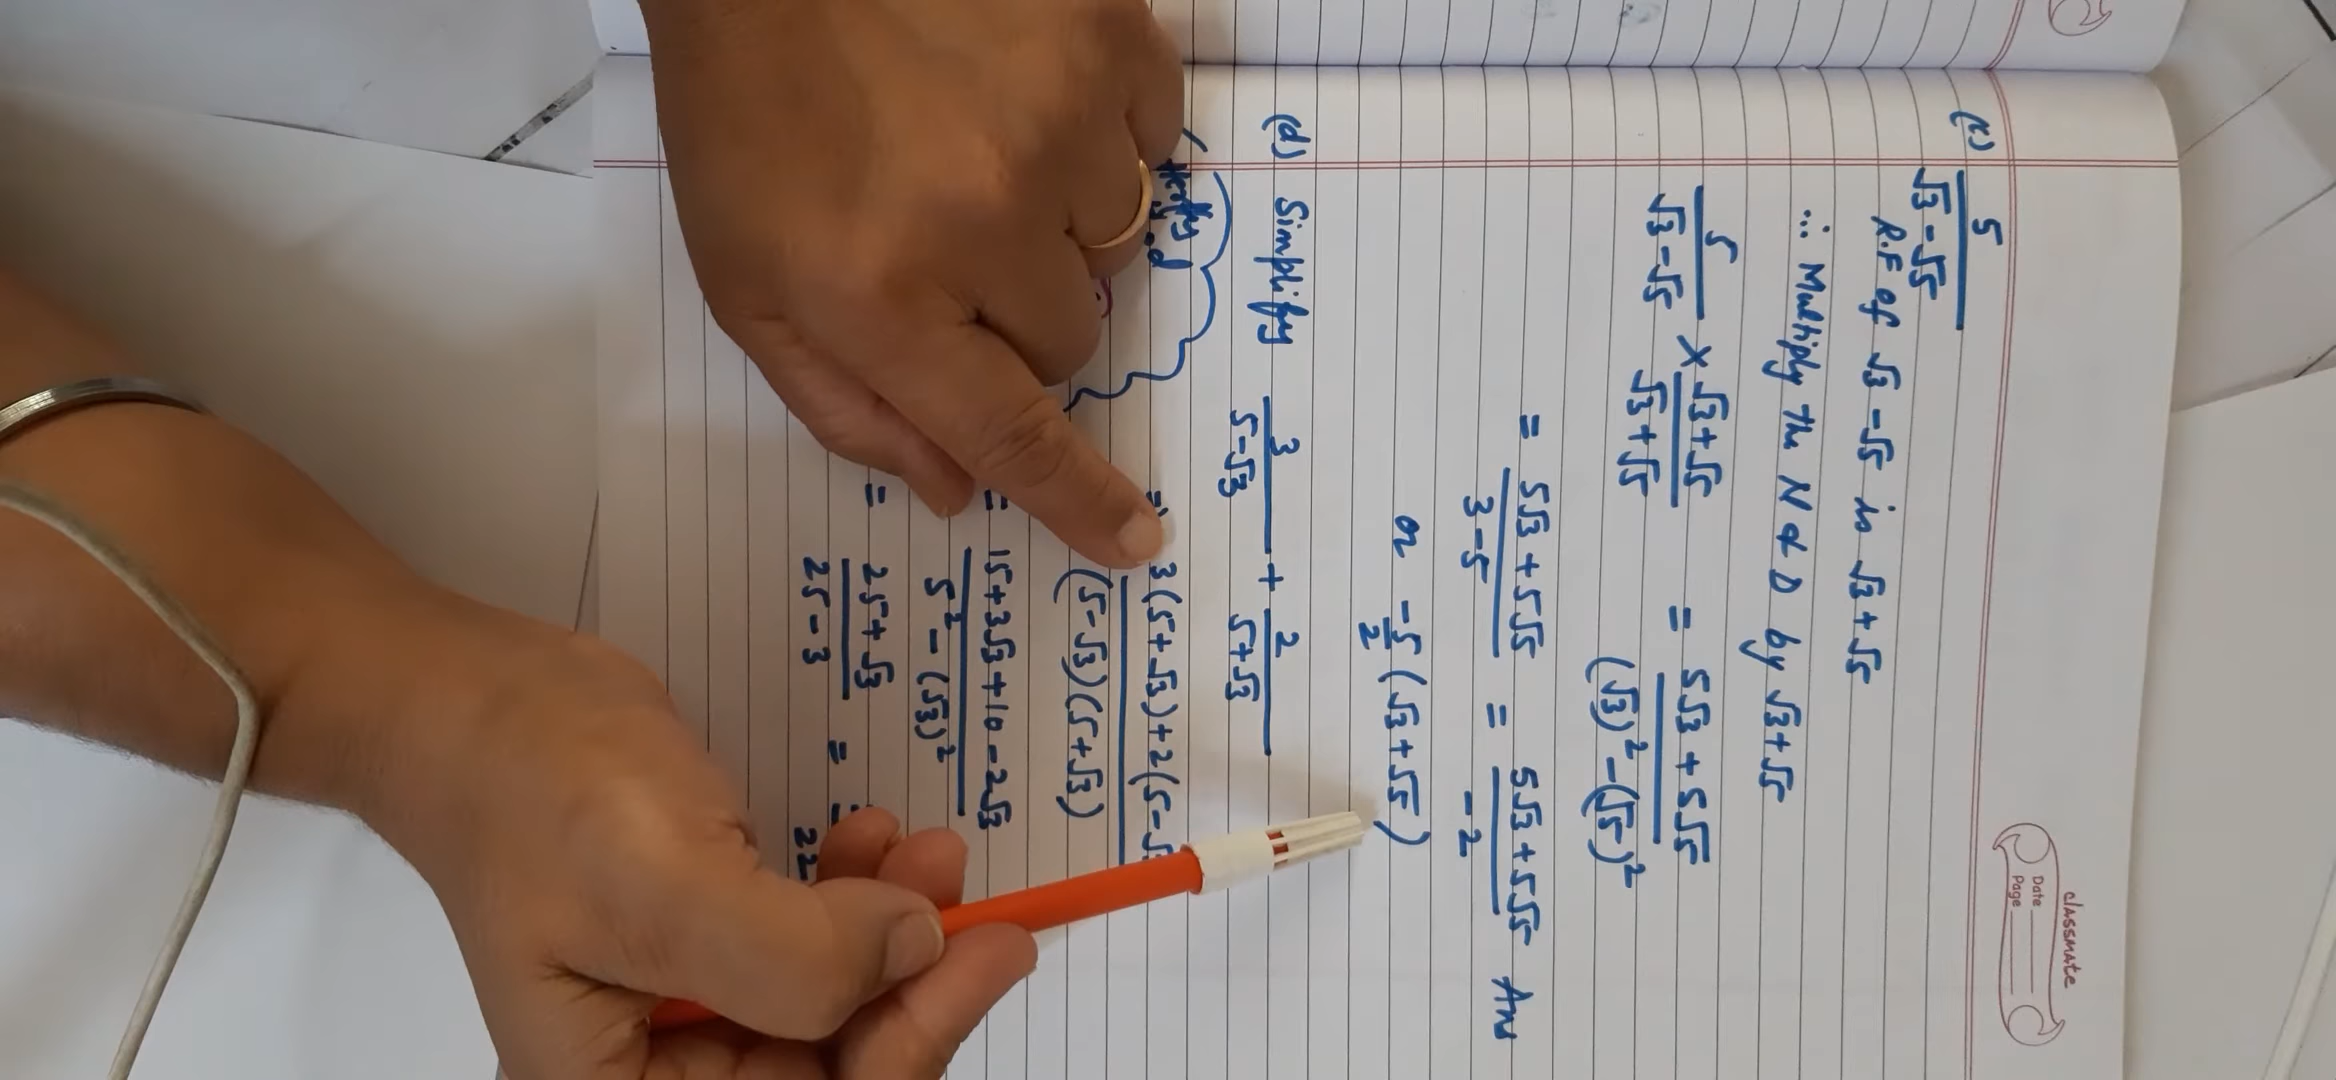 classmate
Date
Page
(c) 5/(√3-√5)
R.F of √3-√5 is √3+√5
∴ Multiply the N & D by √3+√5
5/(√3-√5) × (√3+√5)/(√3+√5) = (5√3+5√5)/((√3)²-(√5)²)
= (5√3+5√5)/(3-5) = (5√3+5√5)/-2 Ans
or -5/2 (√3+√5)
(d) Simplify 3/(5-√3) + 2/(5+√3)
3(5+√3)+2(5-√
(5-√3)(5+√3)
= (15+3√3+10-2√3)/(5²-(√3)²)
= (25+√3)/(25-3) =
22